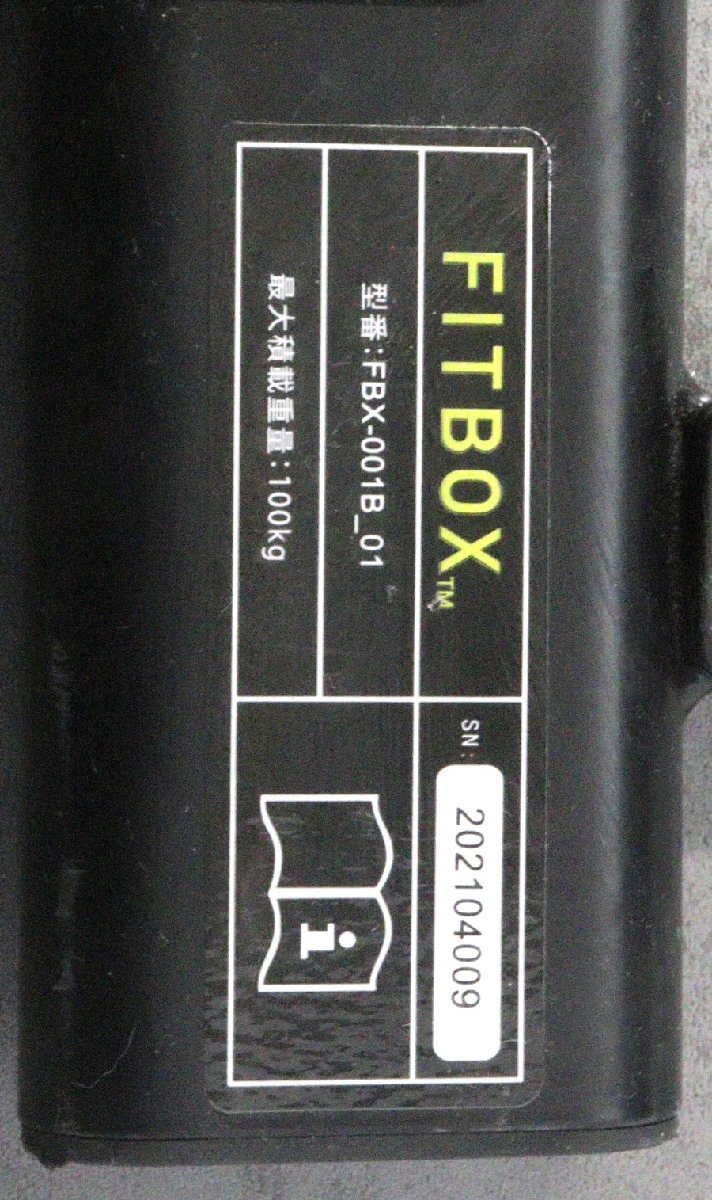 FITBOX™
型番:FBX-001B_01
最大積載重量:100kg
SN:
202104009
i